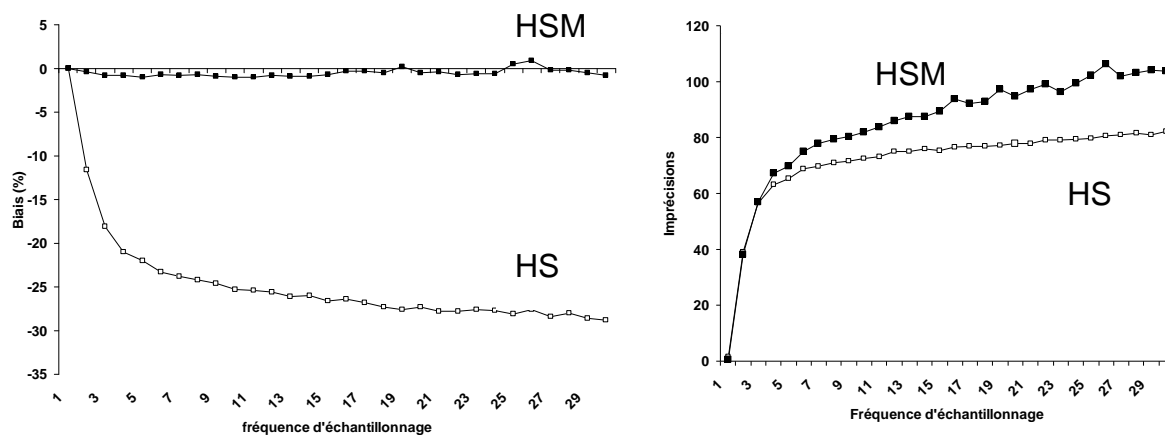 HSM
5
0
-5
-10
-15
-20
-25
-30
-35
Biais (%)
HS
1 3 5 7 9 11 13 15 17 19 21 23 25 27 29
fréquence d'échantillonnage
120
100
80
60
40
20
0
Imprécisions
HSM
HS
1 3 5 7 9 11 13 15 17 19 21 23 25 27 29
Fréquence d'échantillonnage